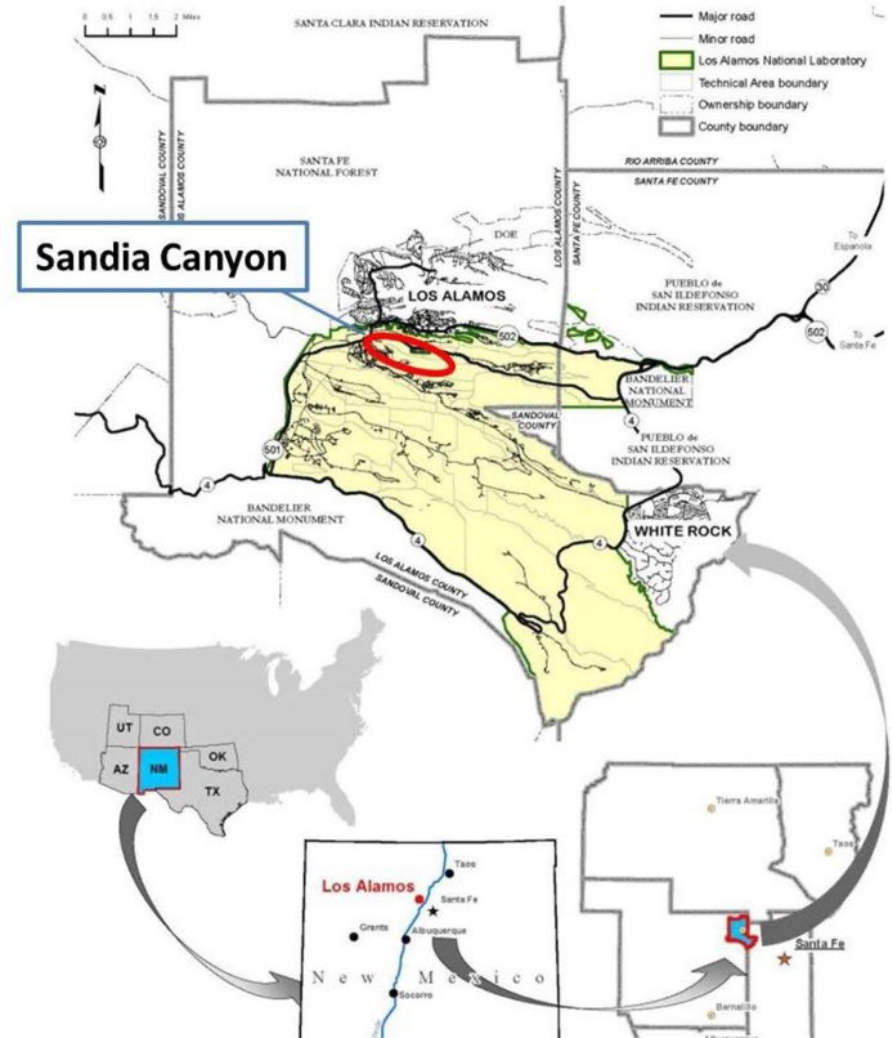 0 0.5 1 1.5 2 Miles
SANTA CLARA INDIAN RESERVATION
Major road
Minor road
Los Alamos National Laboratory
Technical Area boundary
Ownership boundary
County boundary
N
SANDOVAL COUNTY
LOS ALAMOS COUNTY
SANTA FE
NATIONAL FOREST
RIO ARRIBA COUNTY
SANTA FE COUNTY
LOS ALAMOS COUNTY
SANTA FE COUNTY
Sandia Canyon
DOE
To
Espanola
LOS ALAMOS
PUEBLO de
SAN ILDEFONSO
INDIAN RESERVATION
30
502
502
To
Santa Fe
BANDELIER
NATIONAL
MONUMENT
SANDOVAL
COUNTY
4
501
PUEBLO de
SAN ILDEFONSO
INDIAN RESERVATION
4
BANDELIER
NATIONAL MONUMENT
WHITE ROCK
4
4
LOS ALAMOS COUNTY
SANDOVAL COUNTY
UT
CO
AZ
NM
OK
TX
Tierra Amarilla
Taos
Taos
Los Alamos
Santa Fe
Grants
Albuquerque
Santa Fe
New Mexico
Socorro
Bernalillo
Albuquerque